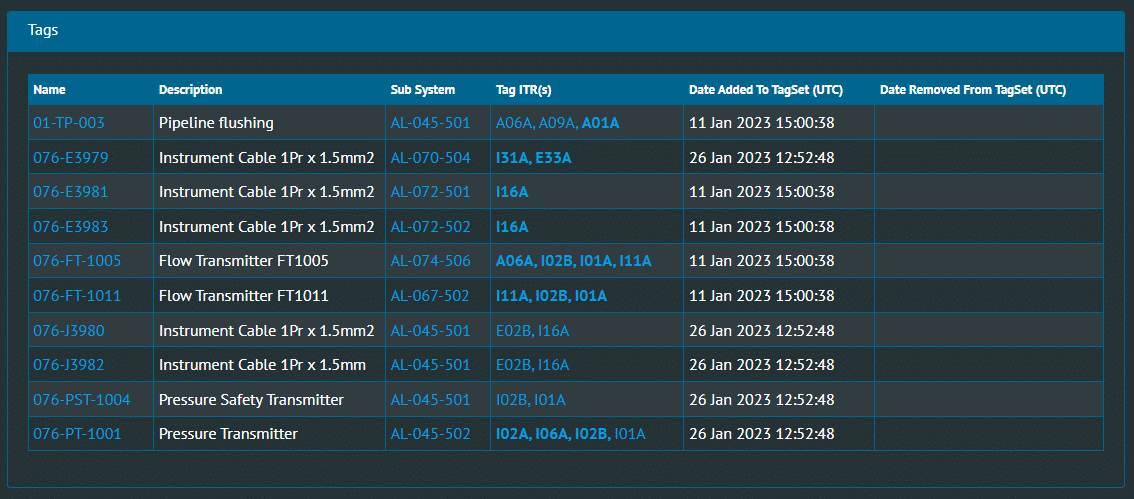 Tags
Name Description Sub System Tag ITR(s) Date Added To TagSet (UTC) Date Removed From TagSet (UTC)
01-TP-003 Pipeline flushing AL-045-501 A06A, A09A, A01A 11 Jan 2023 15:00:38
076-E3979 Instrument Cable 1Pr x 1.5mm2 AL-070-504 I31A, E33A 26 Jan 2023 12:52:48
076-E3981 Instrument Cable 1Pr x 1.5mm2 AL-072-501 I16A 11 Jan 2023 15:00:38
076-E3983 Instrument Cable 1Pr x 1.5mm2 AL-072-502 I16A 11 Jan 2023 15:00:38
076-FT-1005 Flow Transmitter FT1005 AL-074-506 A06A, I02B, I01A, I11A 11 Jan 2023 15:00:38
076-FT-1011 Flow Transmitter FT1011 AL-067-502 I11A, I02B, I01A 11 Jan 2023 15:00:38
076-J3980 Instrument Cable 1Pr x 1.5mm2 AL-045-501 E02B, I16A 26 Jan 2023 12:52:48
076-J3982 Instrument Cable 1Pr x 1.5mm AL-045-501 E02B, I16A 26 Jan 2023 12:52:48
076-PST-1004 Pressure Safety Transmitter AL-045-501 I02B, I01A 26 Jan 2023 12:52:48
076-PT-1001 Pressure Transmitter AL-045-502 I02A, I06A, I02B, I01A 26 Jan 2023 12:52:48